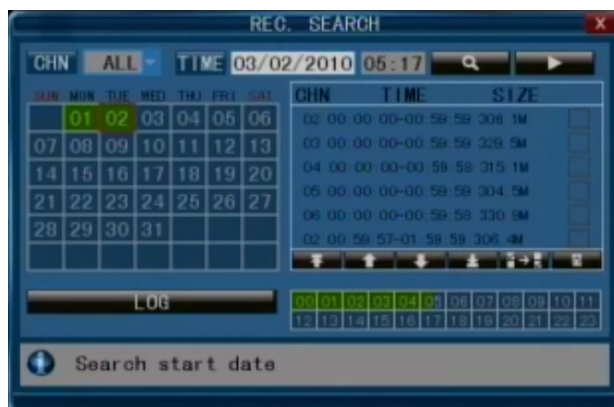 REC. SEARCH X
CHN ALL TIME 03/02/2010 05:17
SUN MON TUE WED THU FRI SAT
01 02 03 04 05 06
07 08 09 10 11 12 13
14 15 16 17 18 19 20
21 22 23 24 25 26 27
28 29 30 31
LOG
CHN TIME SIZE
02 00:00:00-00:59:59 306.1M
03 00:00:00-00:59:59 329.5M
04 00:00:00-00:59:58 315.1M
05 00:00:00-00:59:59 304.5M
06 00:00:00-00:59:58 330.9M
02 00:59:57-01:59:59 306.4M
00 01 02 03 04 05 06 07 08 09 10 11
12 13 14 15 16 17 18 19 20 21 22 23
Search start date